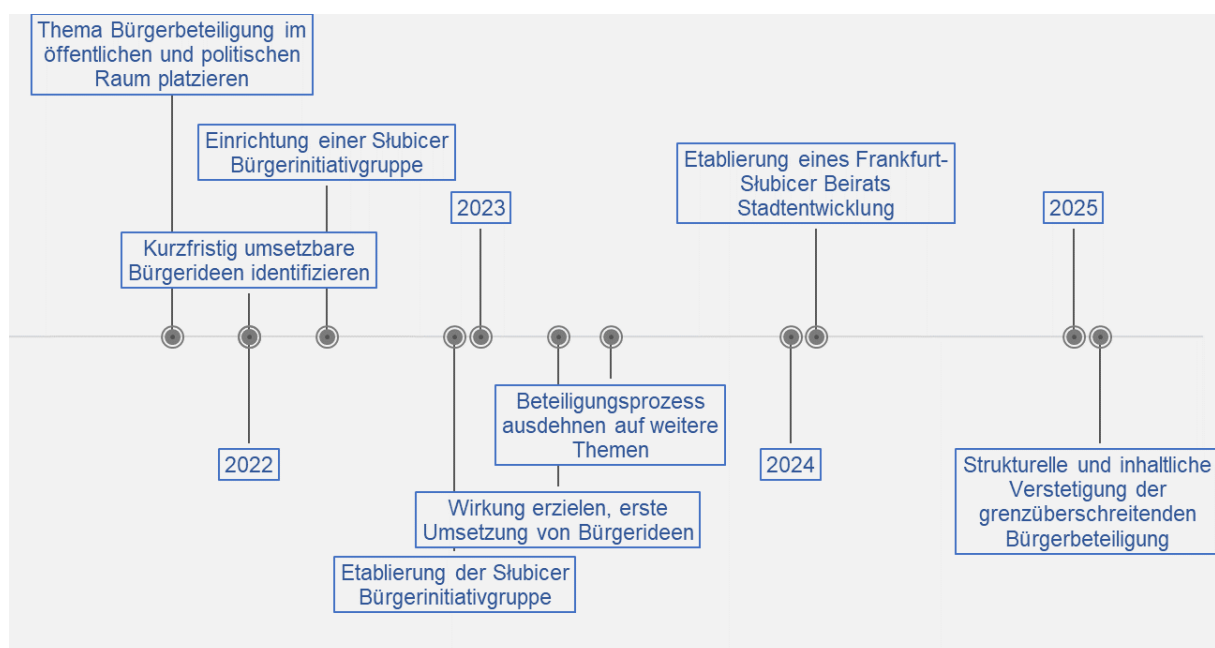 Thema Bürgerbeteiligung im
öffentlichen und politischen
Raum platzieren
Einrichtung einer Słubicer
Bürgerinitiativgruppe
Kurzfristig umsetzbare
Bürgerideen identifizieren
2023
Etablierung eines Frankfurt-
Słubicer Beirats
Stadtentwicklung
2025
2022
Beteiligungsprozess
ausdehnen auf weitere
Themen
2024
Strukturelle und inhaltliche
Verstetigung der
grenzüberschreitenden
Bürgerbeteiligung
Wirkung erzielen, erste
Umsetzung von Bürgerideen
Etablierung der Słubicer
Bürgerinitiativgruppe